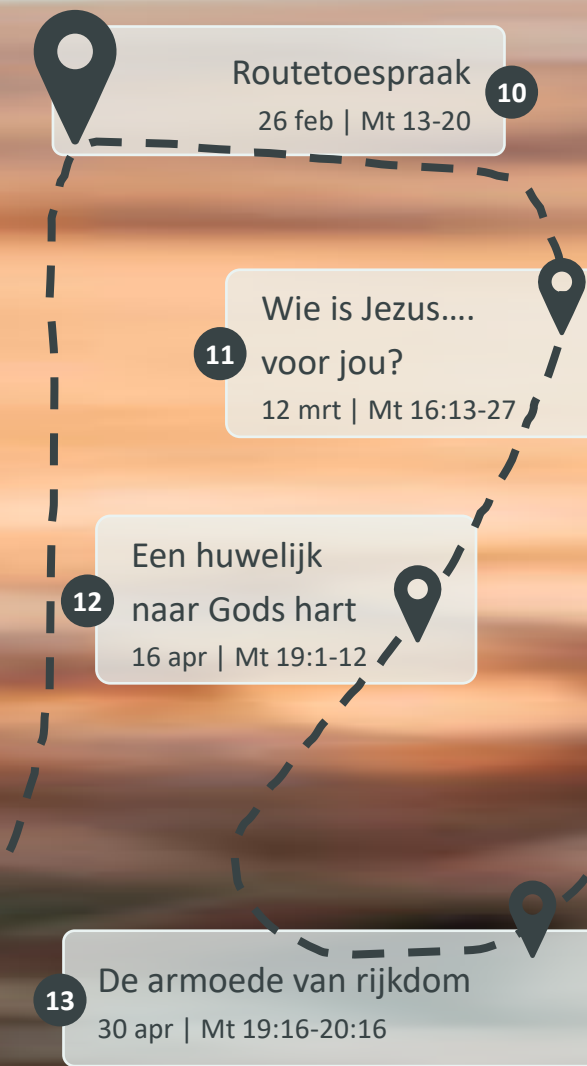 Routetoespraak
10
26 feb | Mt 13-20
Wie is Jezus....
11
voor jou?
12 mrt | Mt 16:13-27
Een huwelijk
12
naar Gods hart
16 apr | Mt 19:1-12
De armoede van rijkdom
13
30 apr | Mt 19:16-20:16